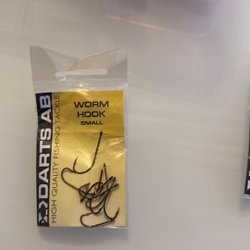 DARTS AB
HIGH QUALITY FISHING TACKLE
WORM
HOOK
SMALL